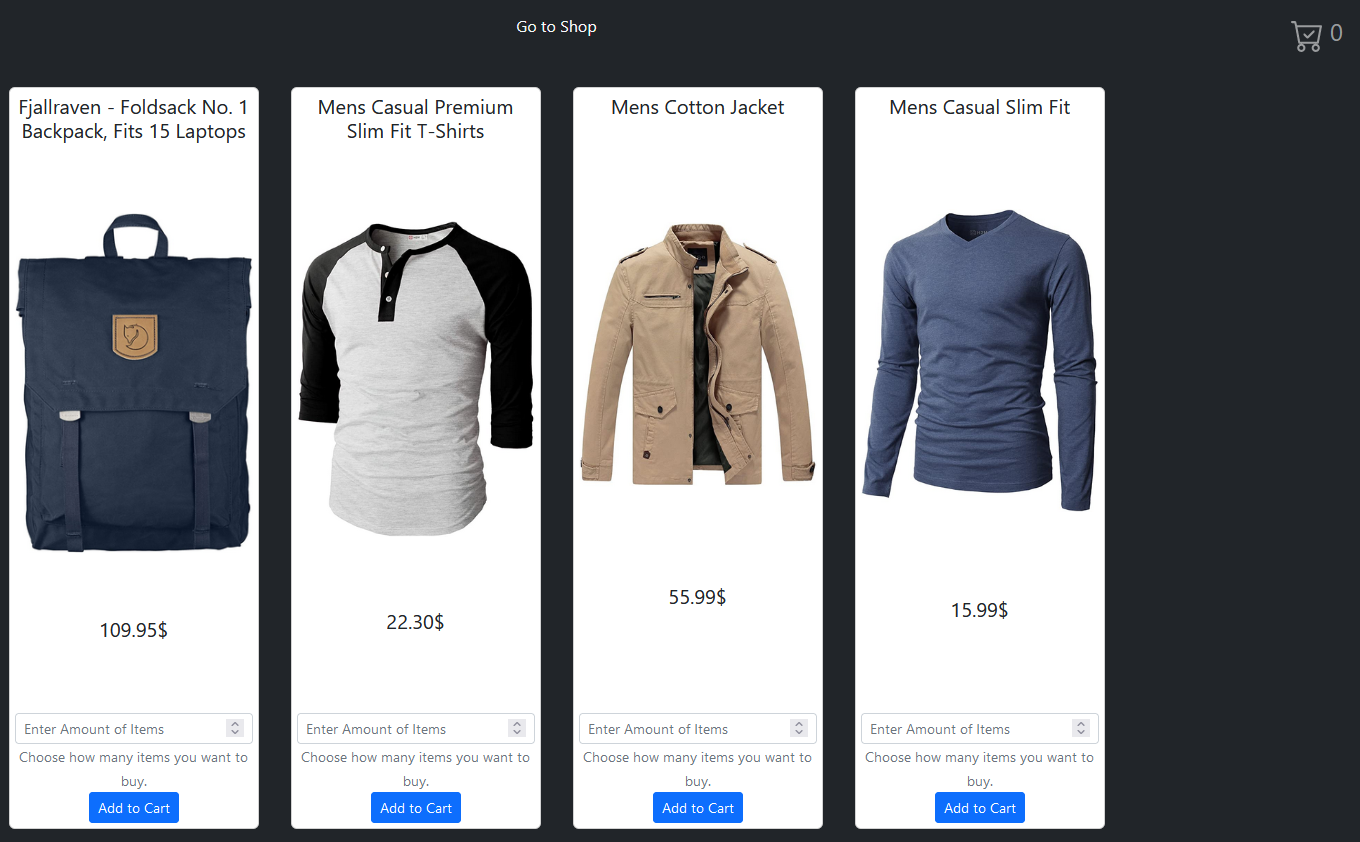 Go to Shop
0
Fjallraven - Foldsack No. 1
Backpack, Fits 15 Laptops
109.95$
Enter Amount of Items
Choose how many items you want to
buy.
Add to Cart
Mens Casual Premium
Slim Fit T-Shirts
22.30$
Enter Amount of Items
Choose how many items you want to
buy.
Add to Cart
Mens Cotton Jacket
55.99$
Enter Amount of Items
Choose how many items you want to
buy.
Add to Cart
Mens Casual Slim Fit
15.99$
Enter Amount of Items
Choose how many items you want to
buy.
Add to Cart